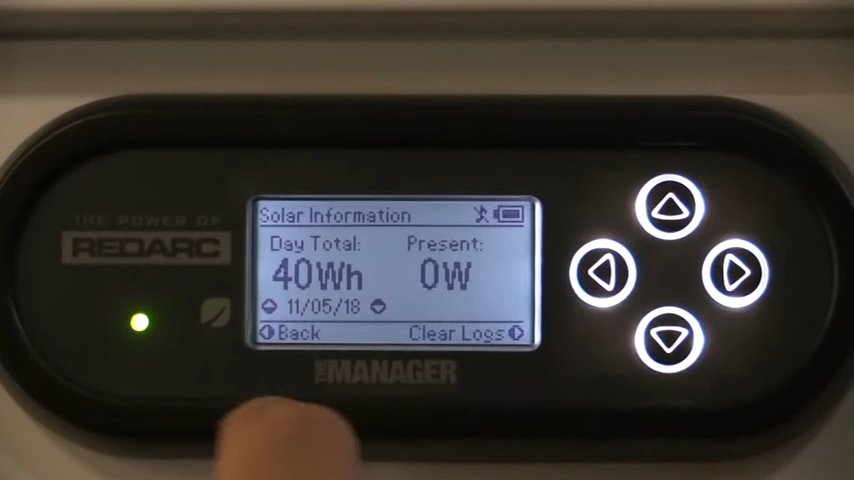 THE POWER OF
REDARC
Solar Information
Day Total: Present:
40Wh 0W
11/05/18
Back Clear Logs
THE MANAGER